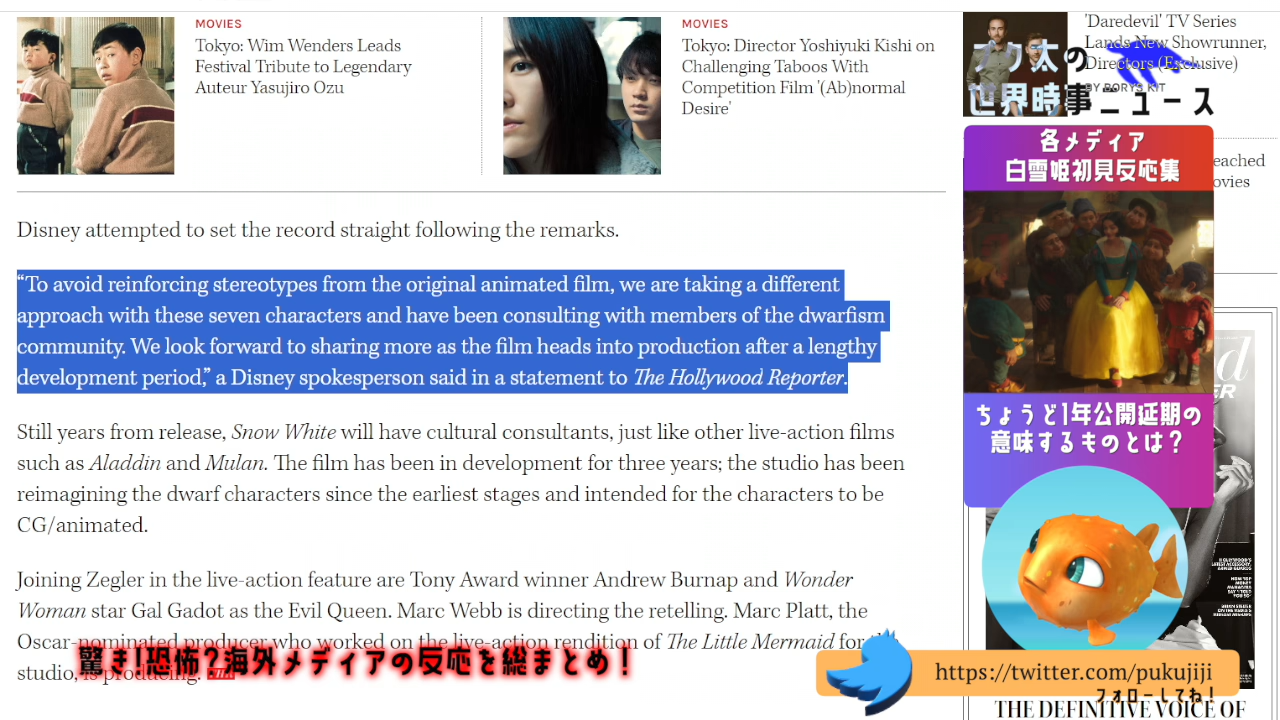 MOVIES
Tokyo: Wim Wenders Leads
Festival Tribute to Legendary
Auteur Yasujiro Ozu
MOVIES
Tokyo: Director Yoshiyuki Kishi on
Challenging Taboos With
Competition Film '(Ab)normal
Desire'
'Daredevil' TV Series
Lands New Showrunner,
Directors (Exclusive)
BY BORYS KIT
プク太の
世界時事ニュース
各メディア
白雪姫初見反応集
eached
ovies
Disney attempted to set the record straight following the remarks.
“To avoid reinforcing stereotypes from the original animated film, we are taking a different
approach with these seven characters and have been consulting with members of the dwarfism
community. We look forward to sharing more as the film heads into production after a lengthy
development period,” a Disney spokesperson said in a statement to The Hollywood Reporter.
Still years from release, Snow White will have cultural consultants, just like other live-action films
such as Aladdin and Mulan. The film has been in development for three years; the studio has been
reimagining the dwarf characters since the earliest stages and intended for the characters to be
CG/animated.
Joining Zegler in the live-action feature are Tony Award winner Andrew Burnap and Wonder
Woman star Gal Gadot as the Evil Queen. Marc Webb is directing the retelling. Marc Platt, the
Oscar-nominated producer who worked on the live-action rendition of The Little Mermaid for the
studio, is producing.
ちょうど1年公開延期の
意味するものとは？
驚き!恐怖?海外メディアの反応を総まとめ！
https://twitter.com/pukujiji
フォローしてね！
THE DEFINITIVE VOICE OF